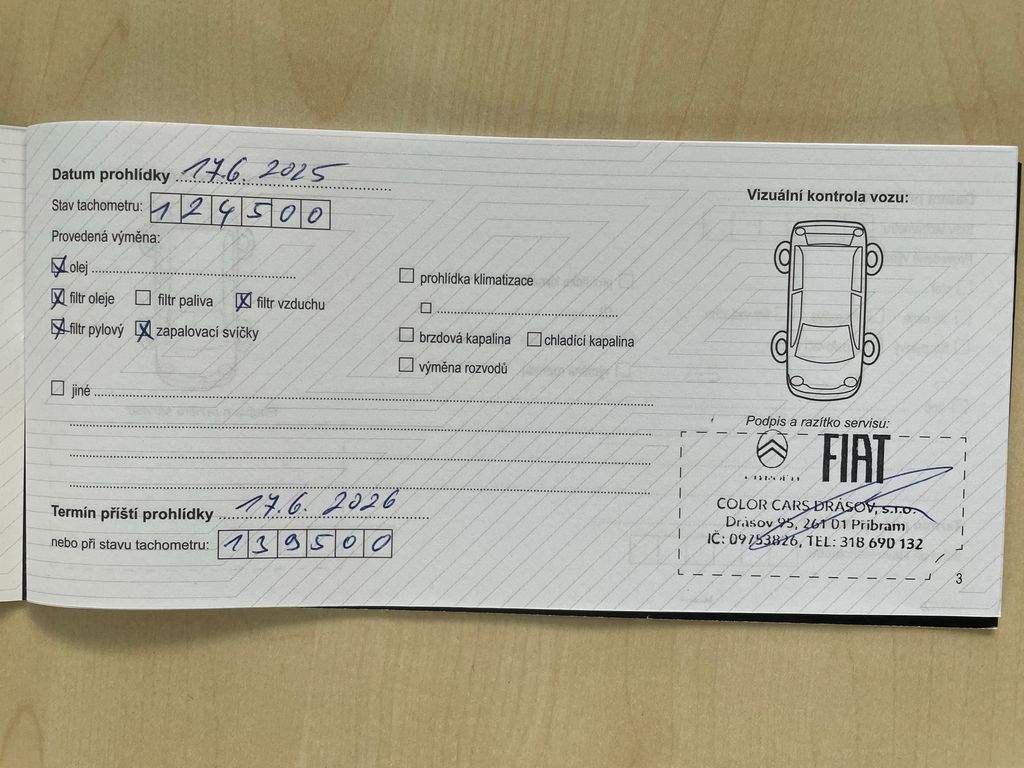 Datum prohlídky 17.6. 2025
Stav tachometru: 124500
Provedená výměna:
olej
filtr oleje filtr paliva filtr vzduchu
filtr pylový zapalovací svíčky
jiné
prohlídka klimatizace
brzdová kapalina chladící kapalina
výměna rozvodů
Termín příští prohlídky 17.6. 2026
nebo při stavu tachometru: 139500
Vizuální kontrola vozu:
Podpis a razítko servisu:
FIAT
COLOR CARS DRÁSOV, s.r.o.
Drásov 95, 261 01 Příbram
IČ: 09753826, TEL: 318 690 132
3